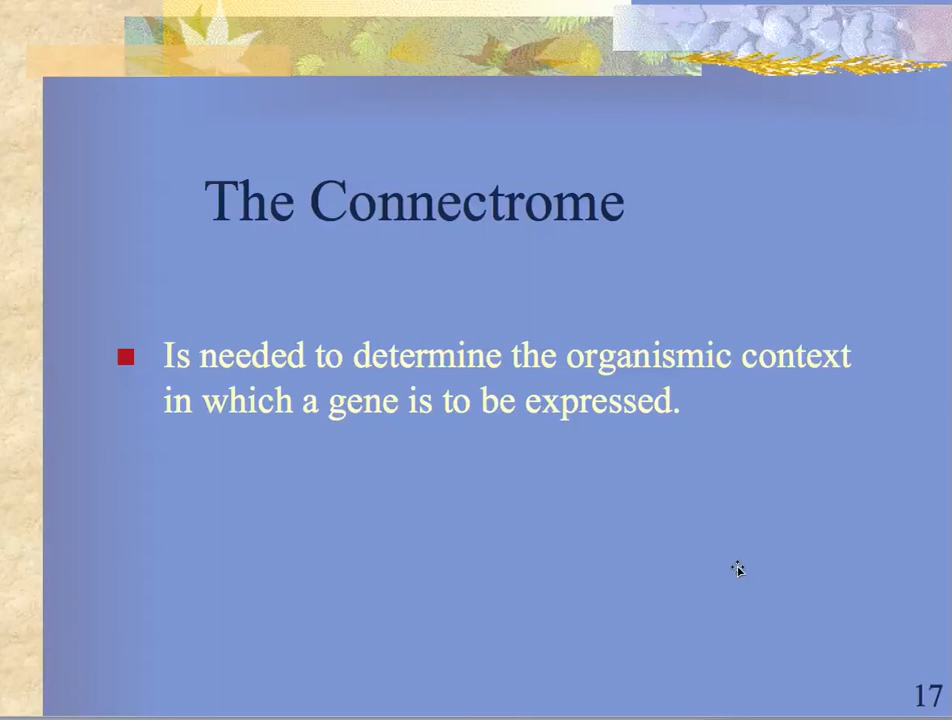 The Connectrome
Is needed to determine the organismic context
in which a gene is to be expressed.
17